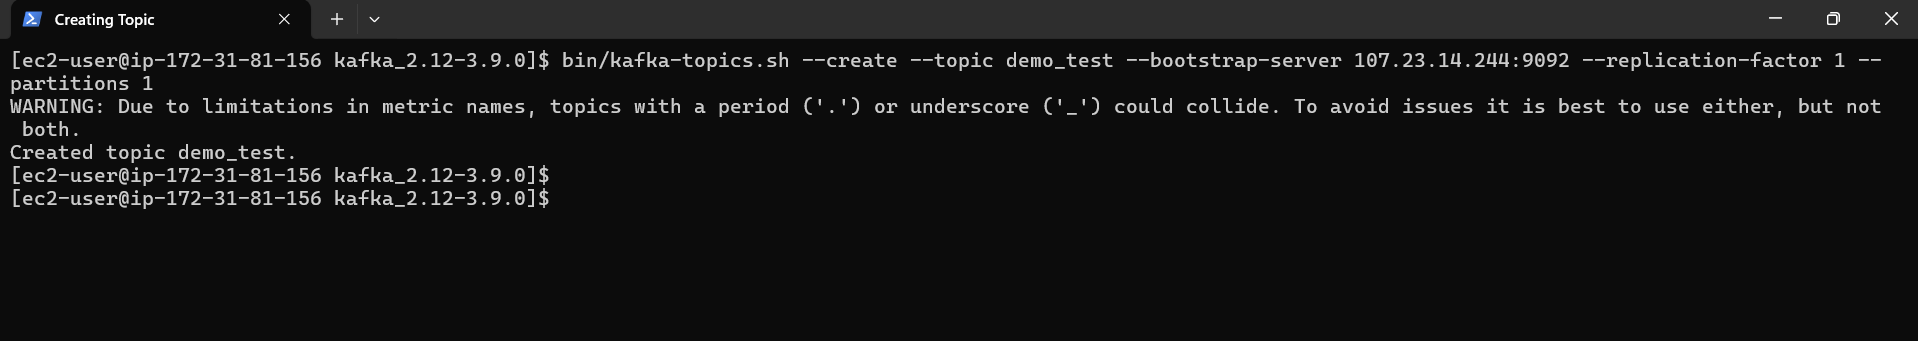 Creating Topic
[ec2-user@ip-172-31-81-156 kafka_2.12-3.9.0]$ bin/kafka-topics.sh --create --topic demo_test --bootstrap-server 107.23.14.244:9092 --replication-factor 1 --
partitions 1
WARNING: Due to limitations in metric names, topics with a period ('.') or underscore ('_') could collide. To avoid issues it is best to use either, but not
 both.
Created topic demo_test.
[ec2-user@ip-172-31-81-156 kafka_2.12-3.9.0]$
[ec2-user@ip-172-31-81-156 kafka_2.12-3.9.0]$